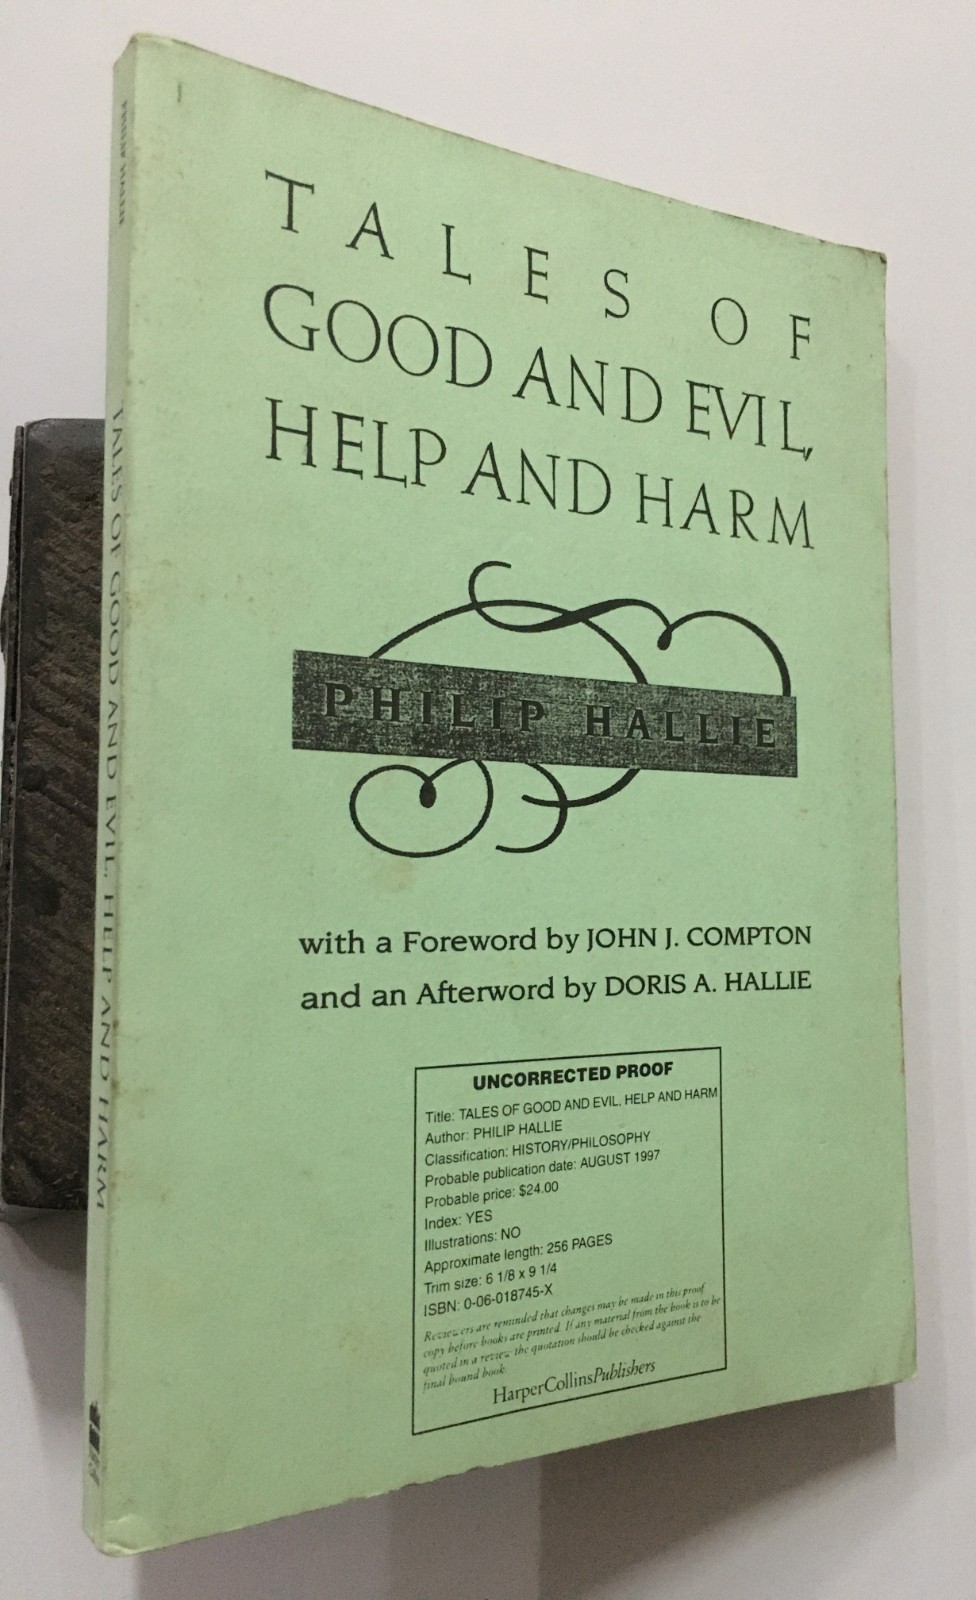 TALES OF
GOOD AND EVIL,
HELP AND HARM
PHILIP HALLIE
with a Foreword by JOHN J. COMPTON
and an Afterword by DORIS A. HALLIE
UNCORRECTED PROOF
Title: TALES OF GOOD AND EVIL, HELP AND HARM
Author: PHILIP HALLIE
Classification: HISTORY/PHILOSOPHY
Probable publication date: AUGUST 1997
Probable price: $24.00
Index: YES
Illustrations: NO
Approximate length: 256 PAGES
Trim size: 6 1/8 x 9 1/4
ISBN: 0-06-018745-X
Reviewers are reminded that changes may be made in this proof
copy before books are printed. If any material from the book is to be
quoted in a review the quotation should be checked against the
final bound book.
HarperCollinsPublishers
PHILIP HALLIE
TALES OF GOOD AND EVIL, HELP AND HARM